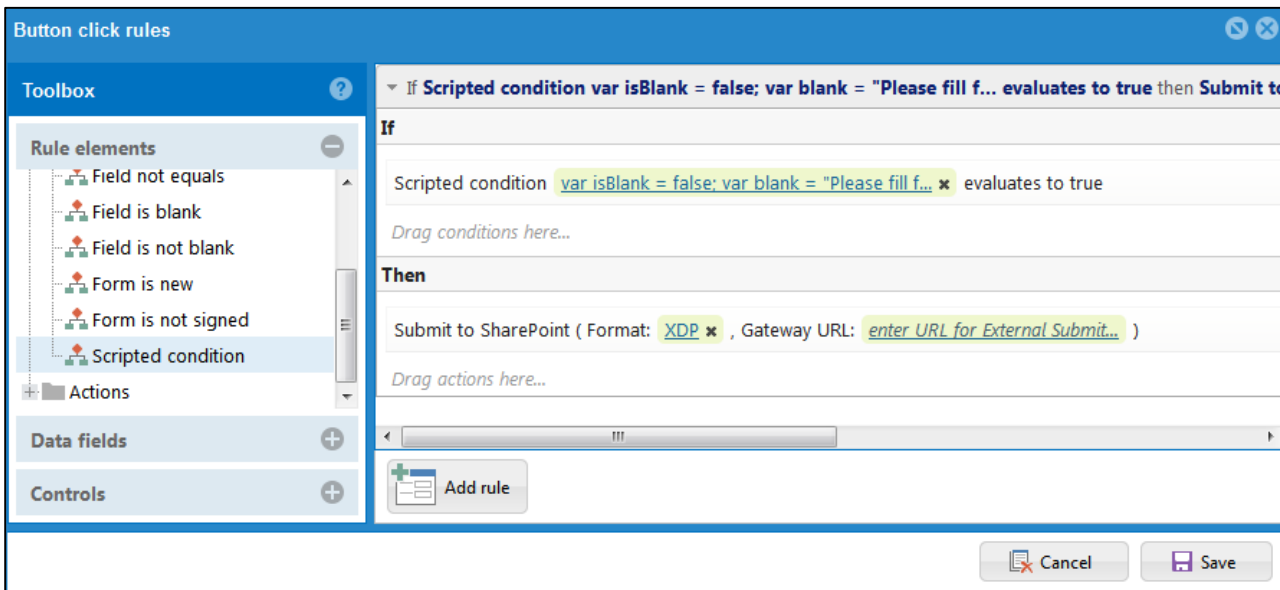 Button click rules
Toolbox
Rule elements
Field not equals
Field is blank
Field is not blank
Form is new
Form is not signed
Scripted condition
Actions
Data fields
Controls
If Scripted condition var isBlank = false; var blank = "Please fill f... evaluates to true then Submit to
If
Scripted condition var isBlank = false; var blank = "Please fill f... evaluates to true
Drag conditions here...
Then
Submit to SharePoint ( Format: XDP , Gateway URL: enter URL for External Submit... )
Drag actions here...
Add rule
Cancel
Save